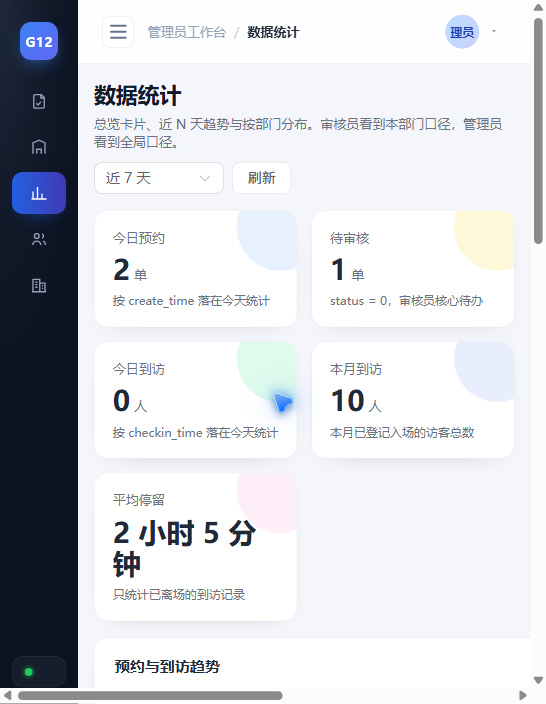 G12
管理员工作台 / 数据统计
理员
数据统计
总览卡片、近 N 天趋势与按部门分布。审核员看到本部门口径，管理员
看到全局口径。
近 7 天
刷新
今日预约
2 单
按 create_time 落在今天统计
待审核
1 单
status = 0，审核员核心待办
今日到访
0 人
按 checkin_time 落在今天统计
本月到访
10 人
本月已登记入场的访客总数
平均停留
2 小时 5 分
钟
只统计已离场的到访记录
预约与到访趋势